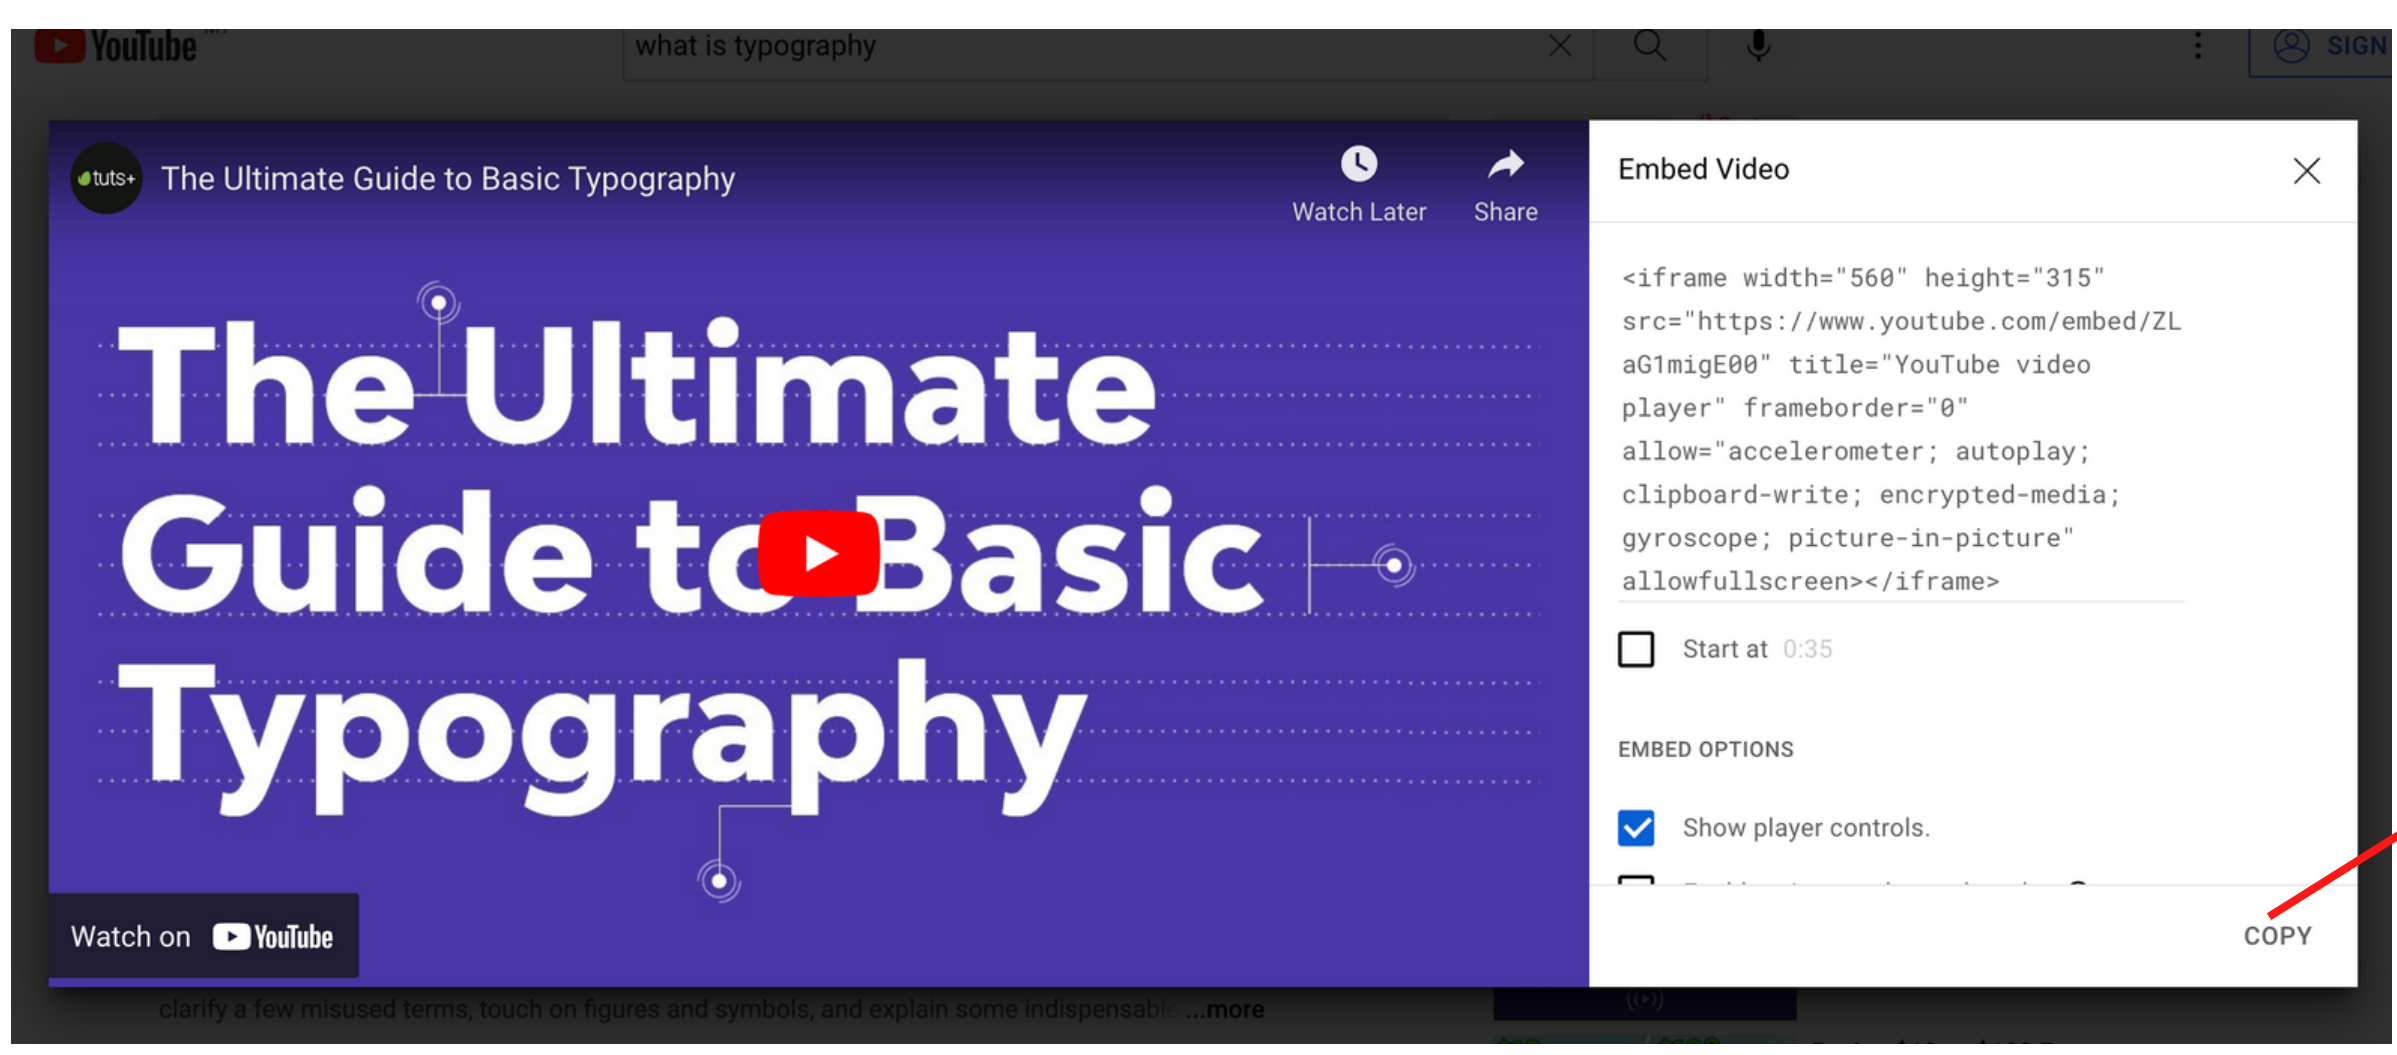 YouTube
what is typography
SIGN
tuts+
The Ultimate Guide to Basic Typography
Watch Later
Share
The Ultimate
Guide to Basic
Typography
Watch on YouTube
Embed Video
<iframe width="560" height="315"
src="https://www.youtube.com/embed/ZL
aG1migE00" title="YouTube video
player" frameborder="0"
allow="accelerometer; autoplay;
clipboard-write; encrypted-media;
gyroscope; picture-in-picture"
allowfullscreen></iframe>
Start at 0:35
EMBED OPTIONS
Show player controls.
COPY
clarify a few misused terms, touch on figures and symbols, and explain some indispensable ...more